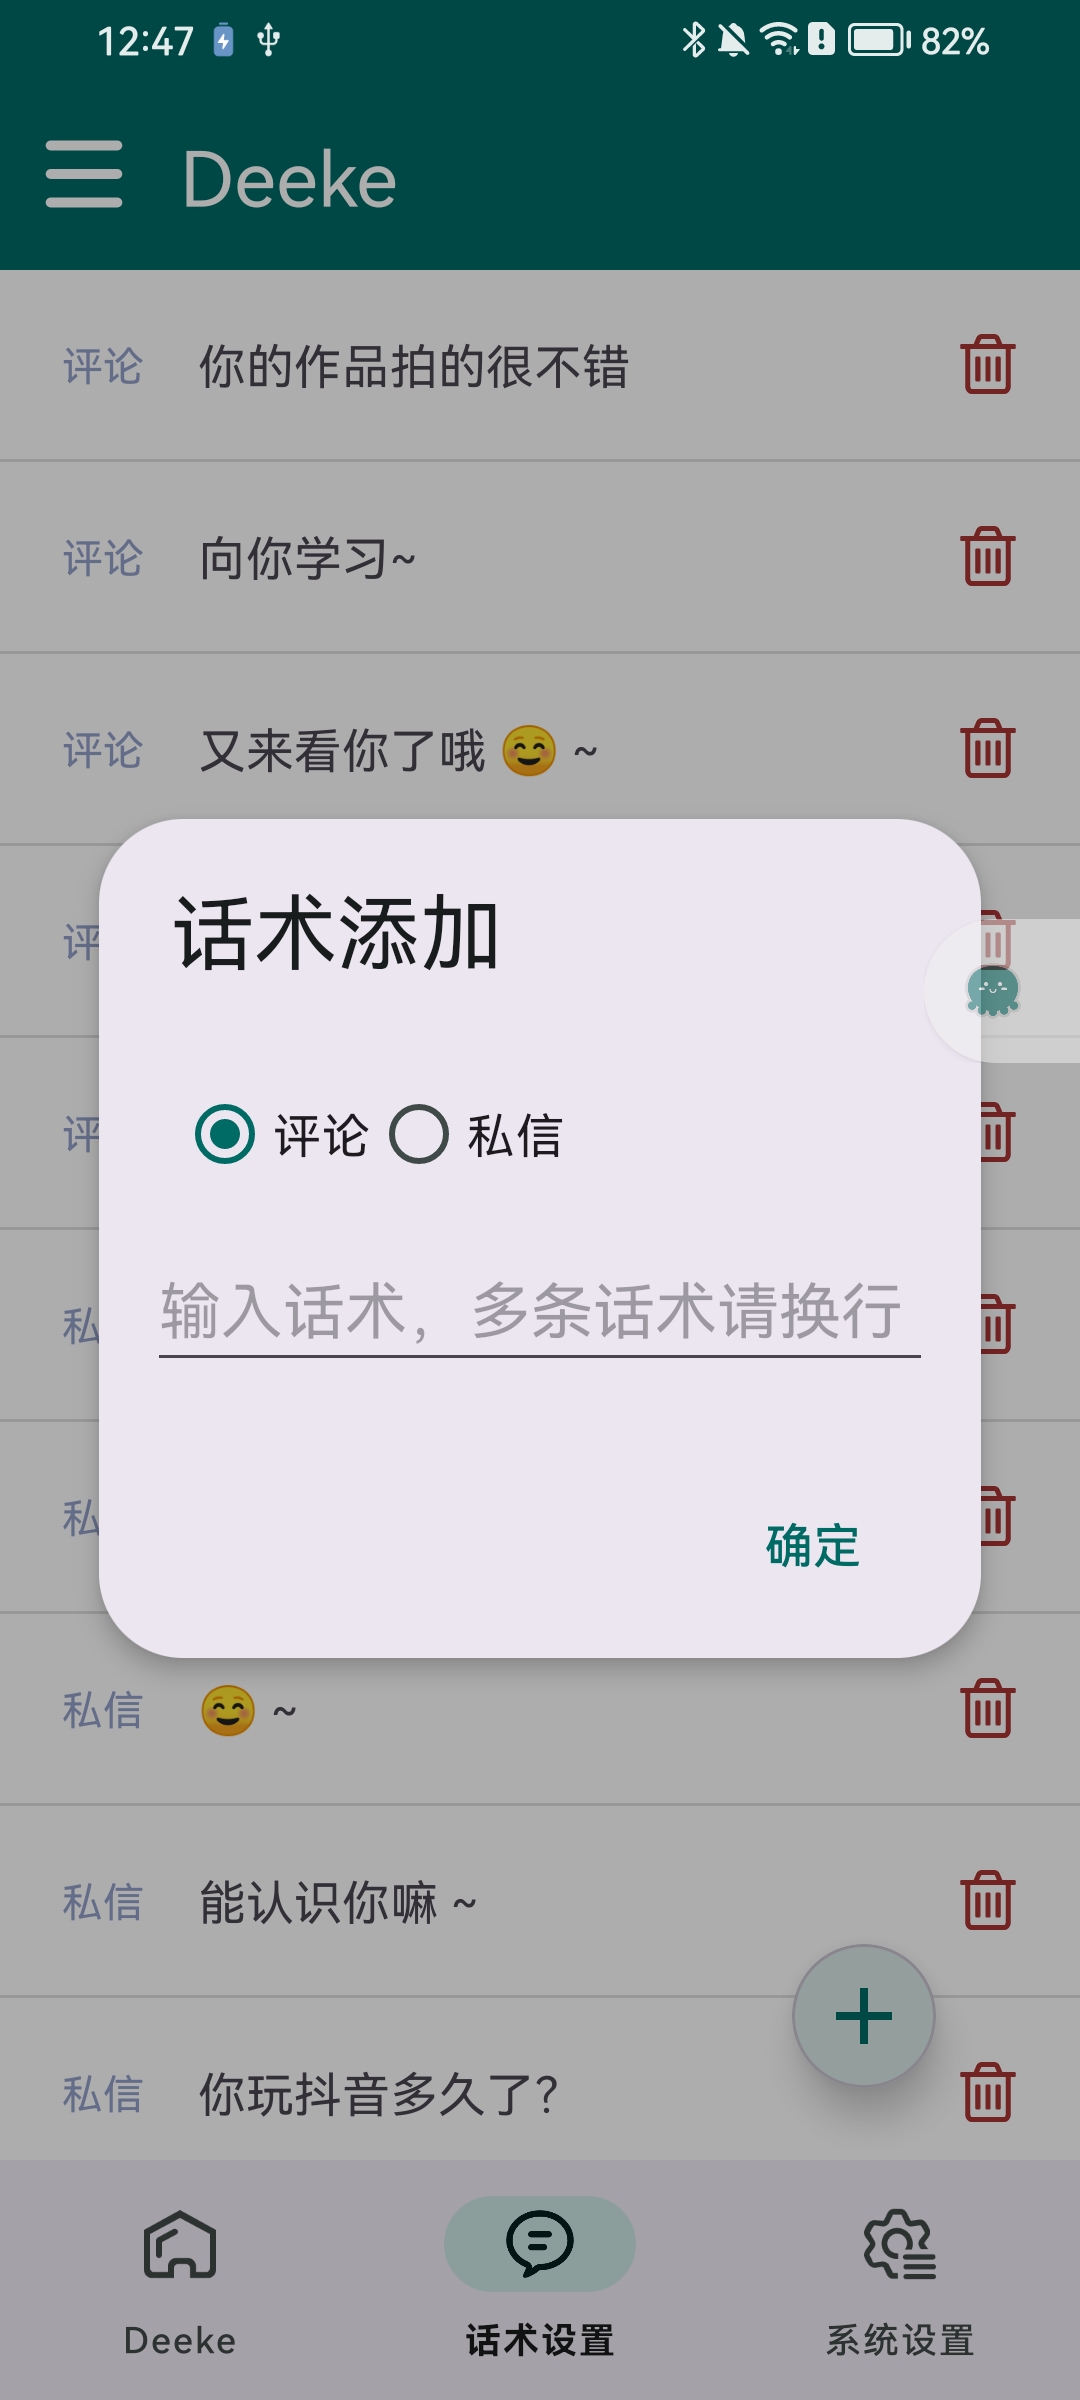 12:47
82%
Deeke
评论 你的作品拍的很不错
评论 向你学习~
评论 又来看你了哦 😊 ~
话术添加
评
评论 私信
评
输入话术，多条话术请换行
私
私
确定
私信 😊 ~
私信 能认识你嘛 ~
私信 你玩抖音多久了?
Deeke 话术设置 系统设置